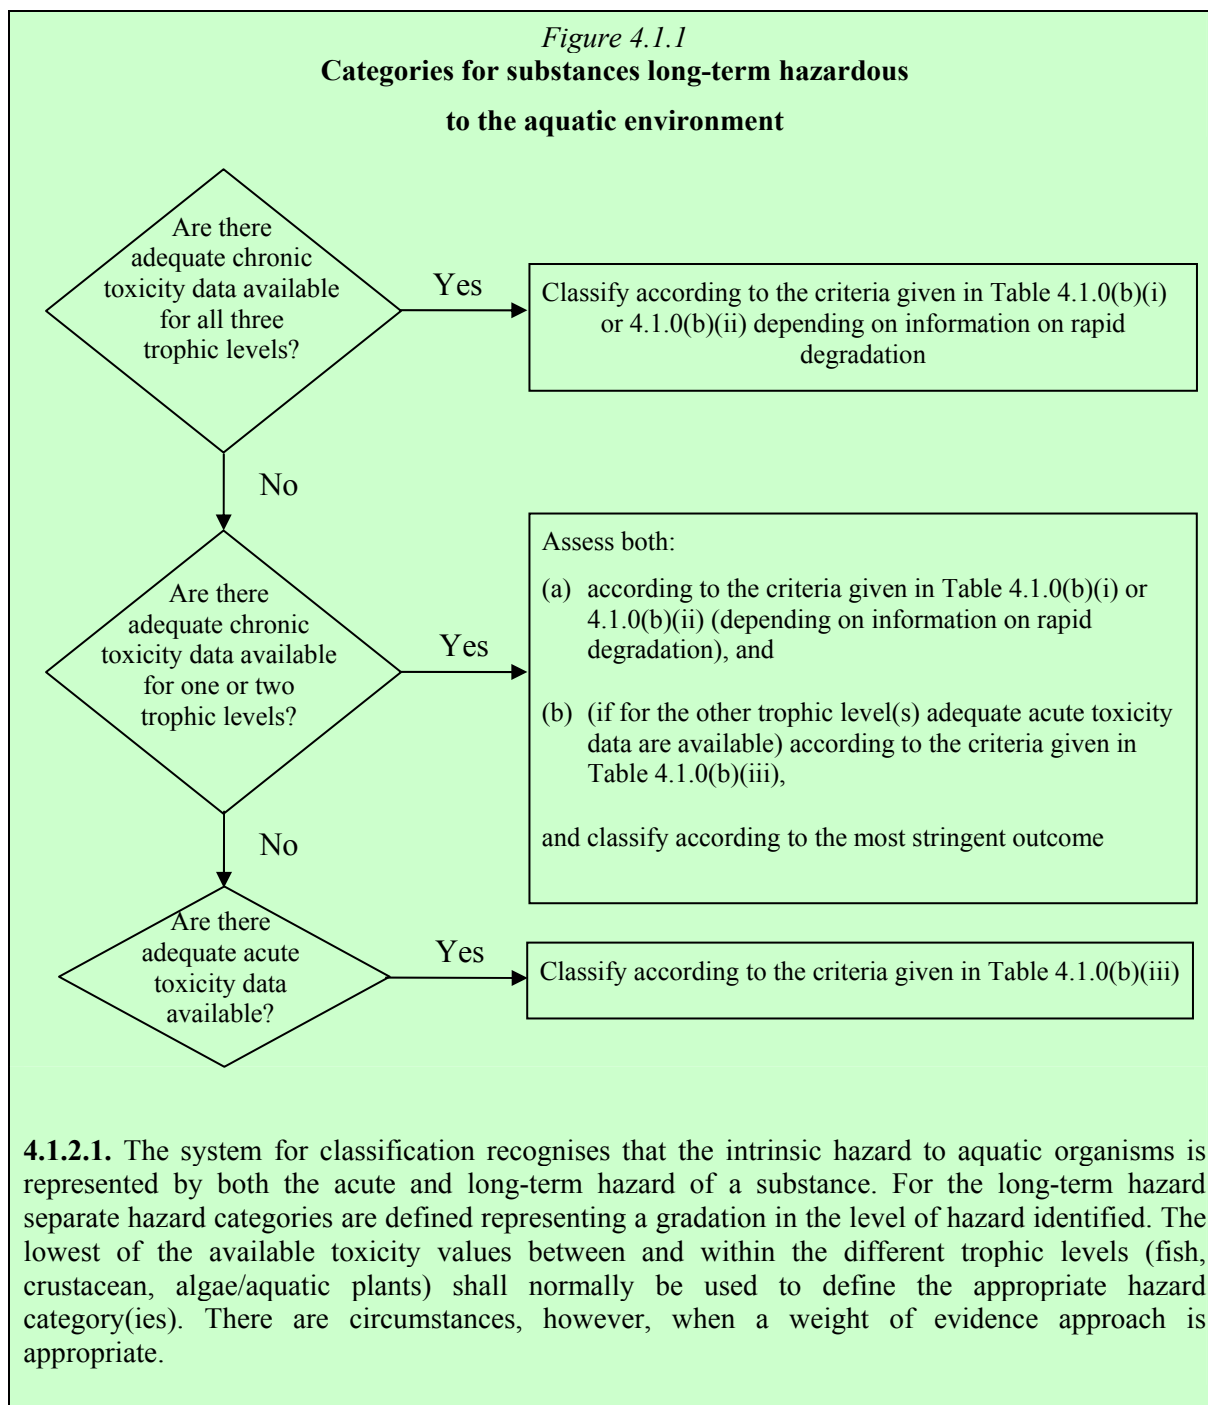 Figure 4.1.1
Categories for substances long-term hazardous
to the aquatic environment
Are there
adequate chronic
toxicity data available
for all three
trophic levels?
Yes
Classify according to the criteria given in Table 4.1.0(b)(i)
or 4.1.0(b)(ii) depending on information on rapid
degradation
No
Are there
adequate chronic
toxicity data available
for one or two
trophic levels?
Yes
Assess both:
(a) according to the criteria given in Table 4.1.0(b)(i) or
4.1.0(b)(ii) (depending on information on rapid
degradation), and
(b) (if for the other trophic level(s) adequate acute toxicity
data are available) according to the criteria given in
Table 4.1.0(b)(iii),
and classify according to the most stringent outcome
No
Are there
adequate acute
toxicity data
available?
Yes
Classify according to the criteria given in Table 4.1.0(b)(iii)
4.1.2.1. The system for classification recognises that the intrinsic hazard to aquatic organisms is
represented by both the acute and long-term hazard of a substance. For the long-term hazard
separate hazard categories are defined representing a gradation in the level of hazard identified. The
lowest of the available toxicity values between and within the different trophic levels (fish,
crustacean, algae/aquatic plants) shall normally be used to define the appropriate hazard
category(ies). There are circumstances, however, when a weight of evidence approach is
appropriate.